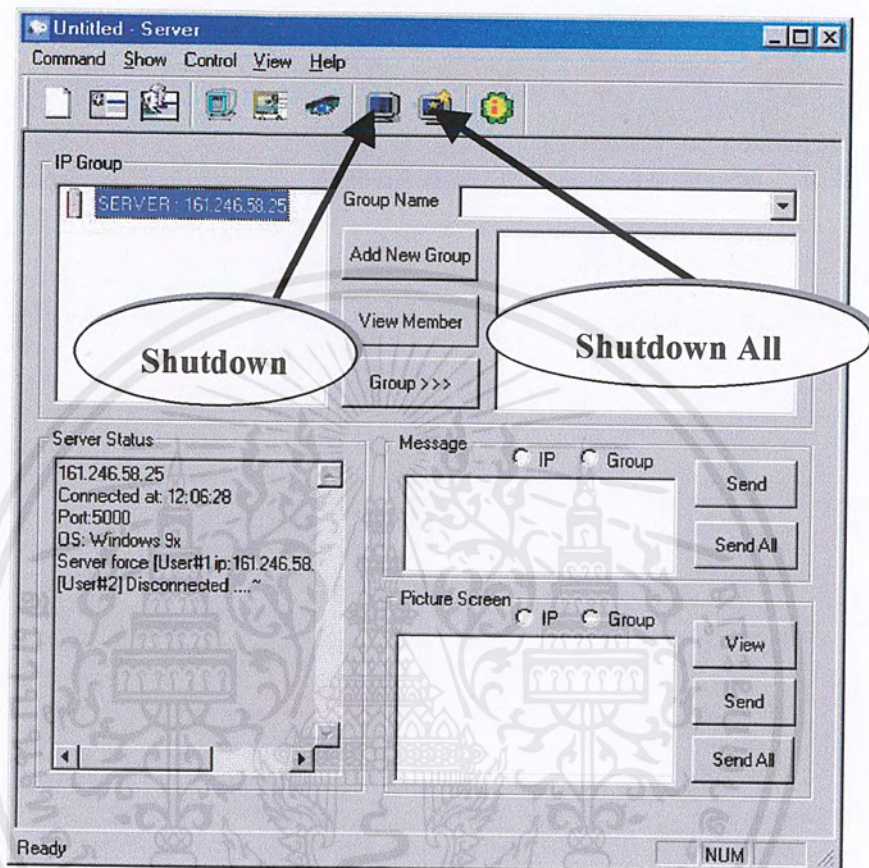 Untitled - Server
Command Show Control View Help
IP Group
SERVER : 161.246.58.25
Group Name
Add New Group
View Member
Group >>>
Shutdown
Shutdown All
Server Status
161.246.58.25
Connected at: 12:06:28
Port:5000
OS: Windows 9x
Server force [User#1 ip:161.246.58.
[User#2] Disconnected ....~
Message
IP Group
Send
Send All
Picture Screen
IP Group
View
Send
Send All
Ready
NUM